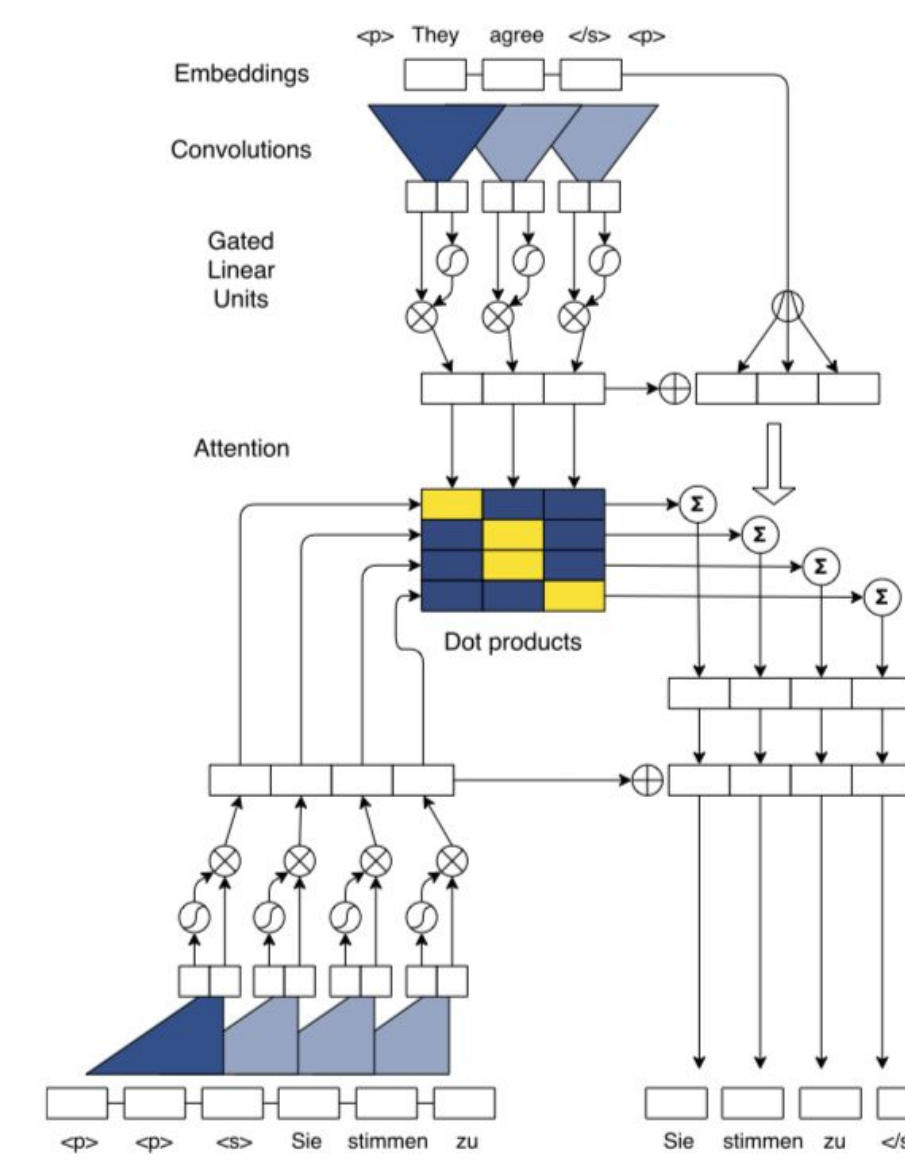 <p> They agree </s> <p>
Embeddings
Convolutions
Gated
Linear
Units
Attention
Σ
Σ
Σ
Σ
Dot products
<p> <p> <s> Sie stimmen zu
Sie stimmen zu </s